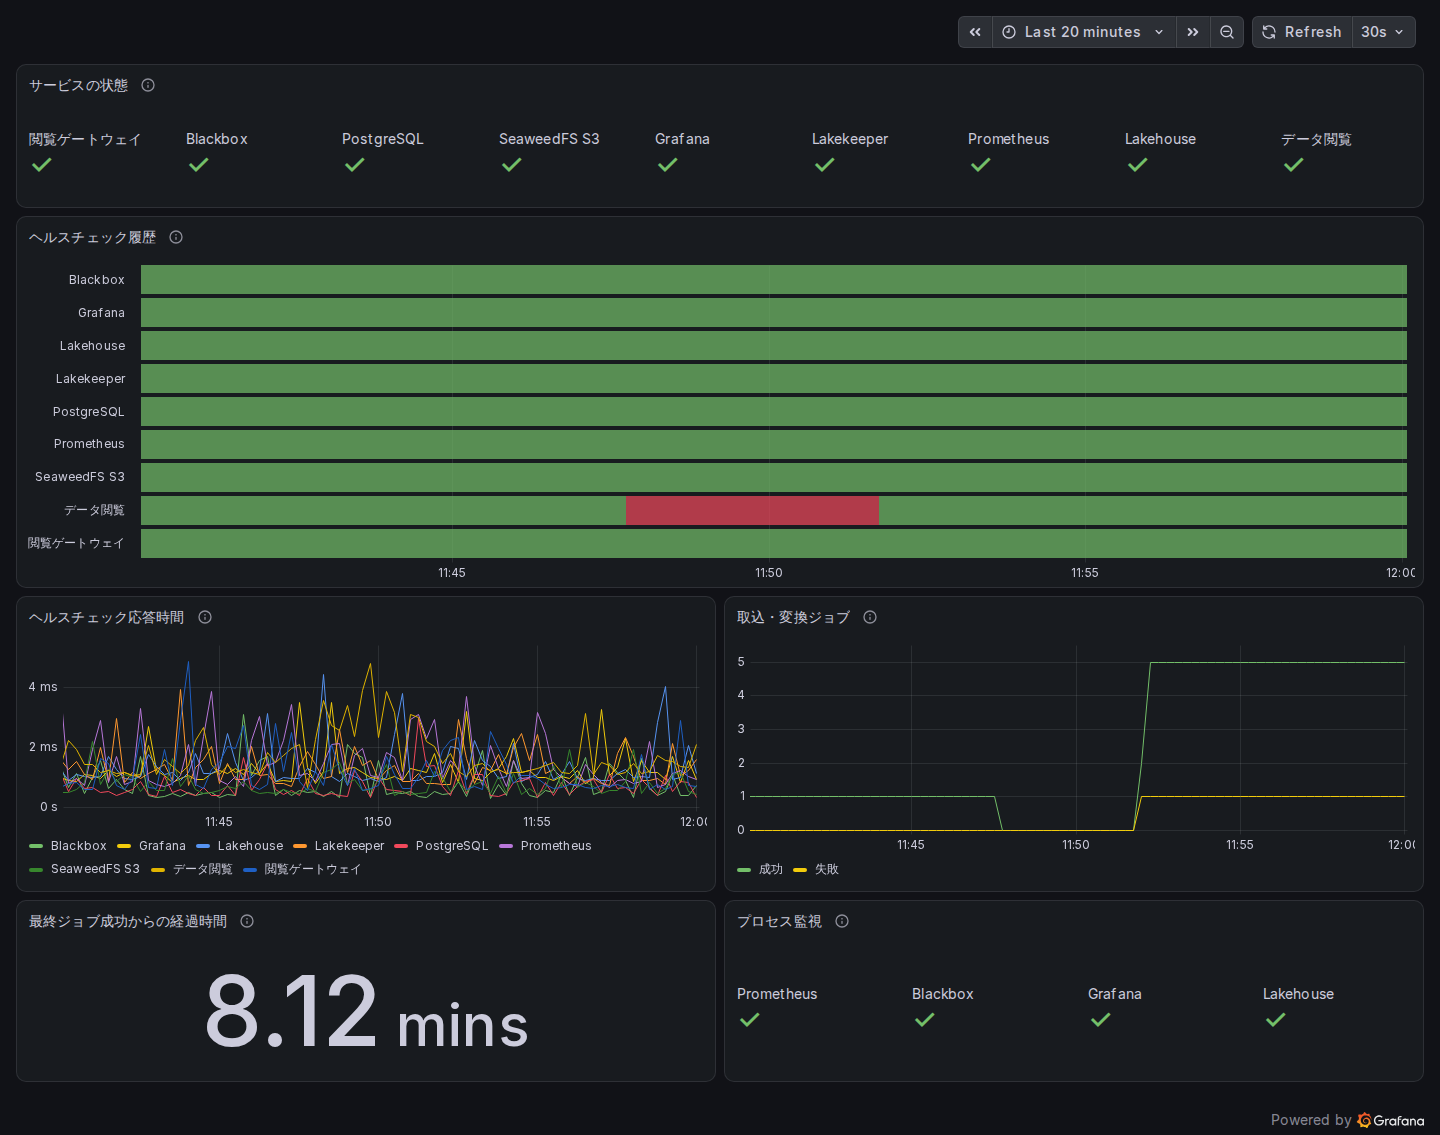 Last 20 minutes
Refresh
30s
サービスの状態
閲覧ゲートウェイ
Blackbox
PostgreSQL
SeaweedFS S3
Grafana
Lakekeeper
Prometheus
Lakehouse
データ閲覧
ヘルスチェック履歴
Blackbox
Grafana
Lakehouse
Lakekeeper
PostgreSQL
Prometheus
SeaweedFS S3
データ閲覧
閲覧ゲートウェイ
11:45 11:50 11:55 12:00
ヘルスチェック応答時間
4 ms
2 ms
0 s
11:45 11:50 11:55 12:00
Blackbox Grafana Lakehouse Lakekeeper PostgreSQL Prometheus
SeaweedFS S3 データ閲覧 閲覧ゲートウェイ
取込・変換ジョブ
5
4
3
2
1
0
11:45 11:50 11:55 12:00
成功 失敗
最終ジョブ成功からの経過時間
8.12 mins
プロセス監視
Prometheus
Blackbox
Grafana
Lakehouse
Powered by Grafana